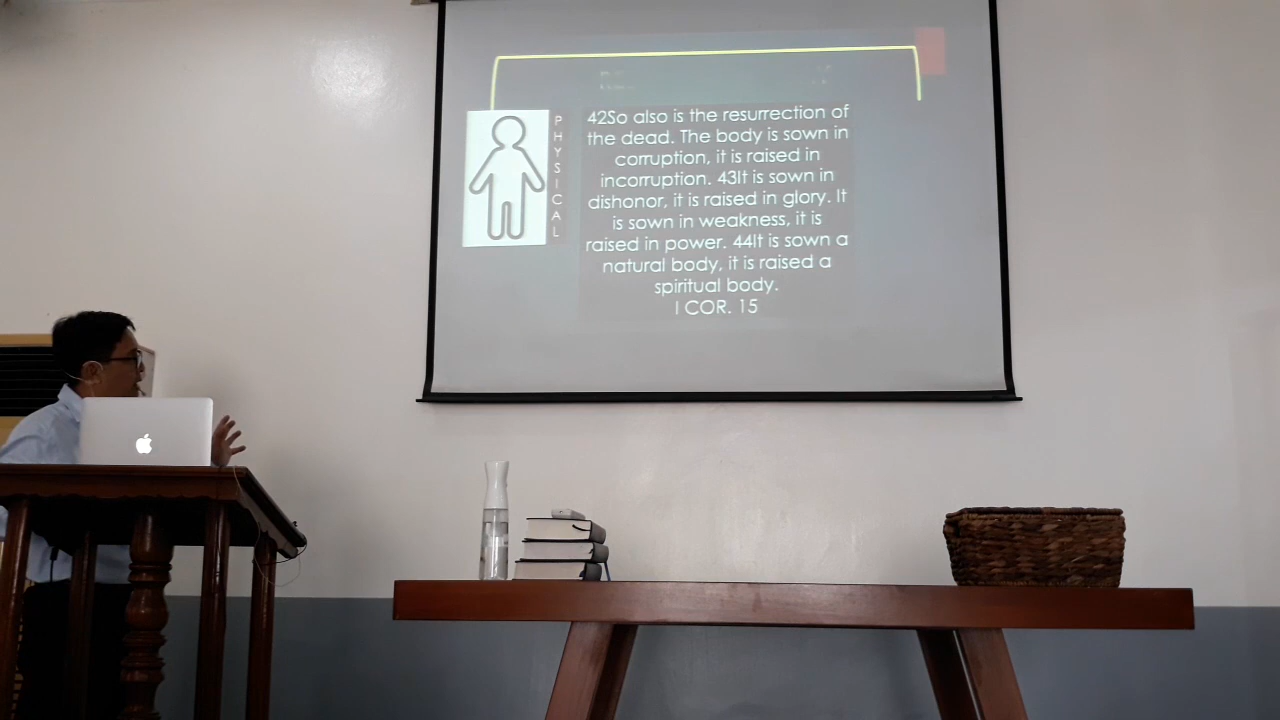 PHYSICAL
42So also is the resurrection of
the dead. The body is sown in
corruption, it is raised in
incorruption. 43It is sown in
dishonor, it is raised in glory. It
is sown in weakness, it is
raised in power. 44It is sown a
natural body, it is raised a
spiritual body.
I COR. 15